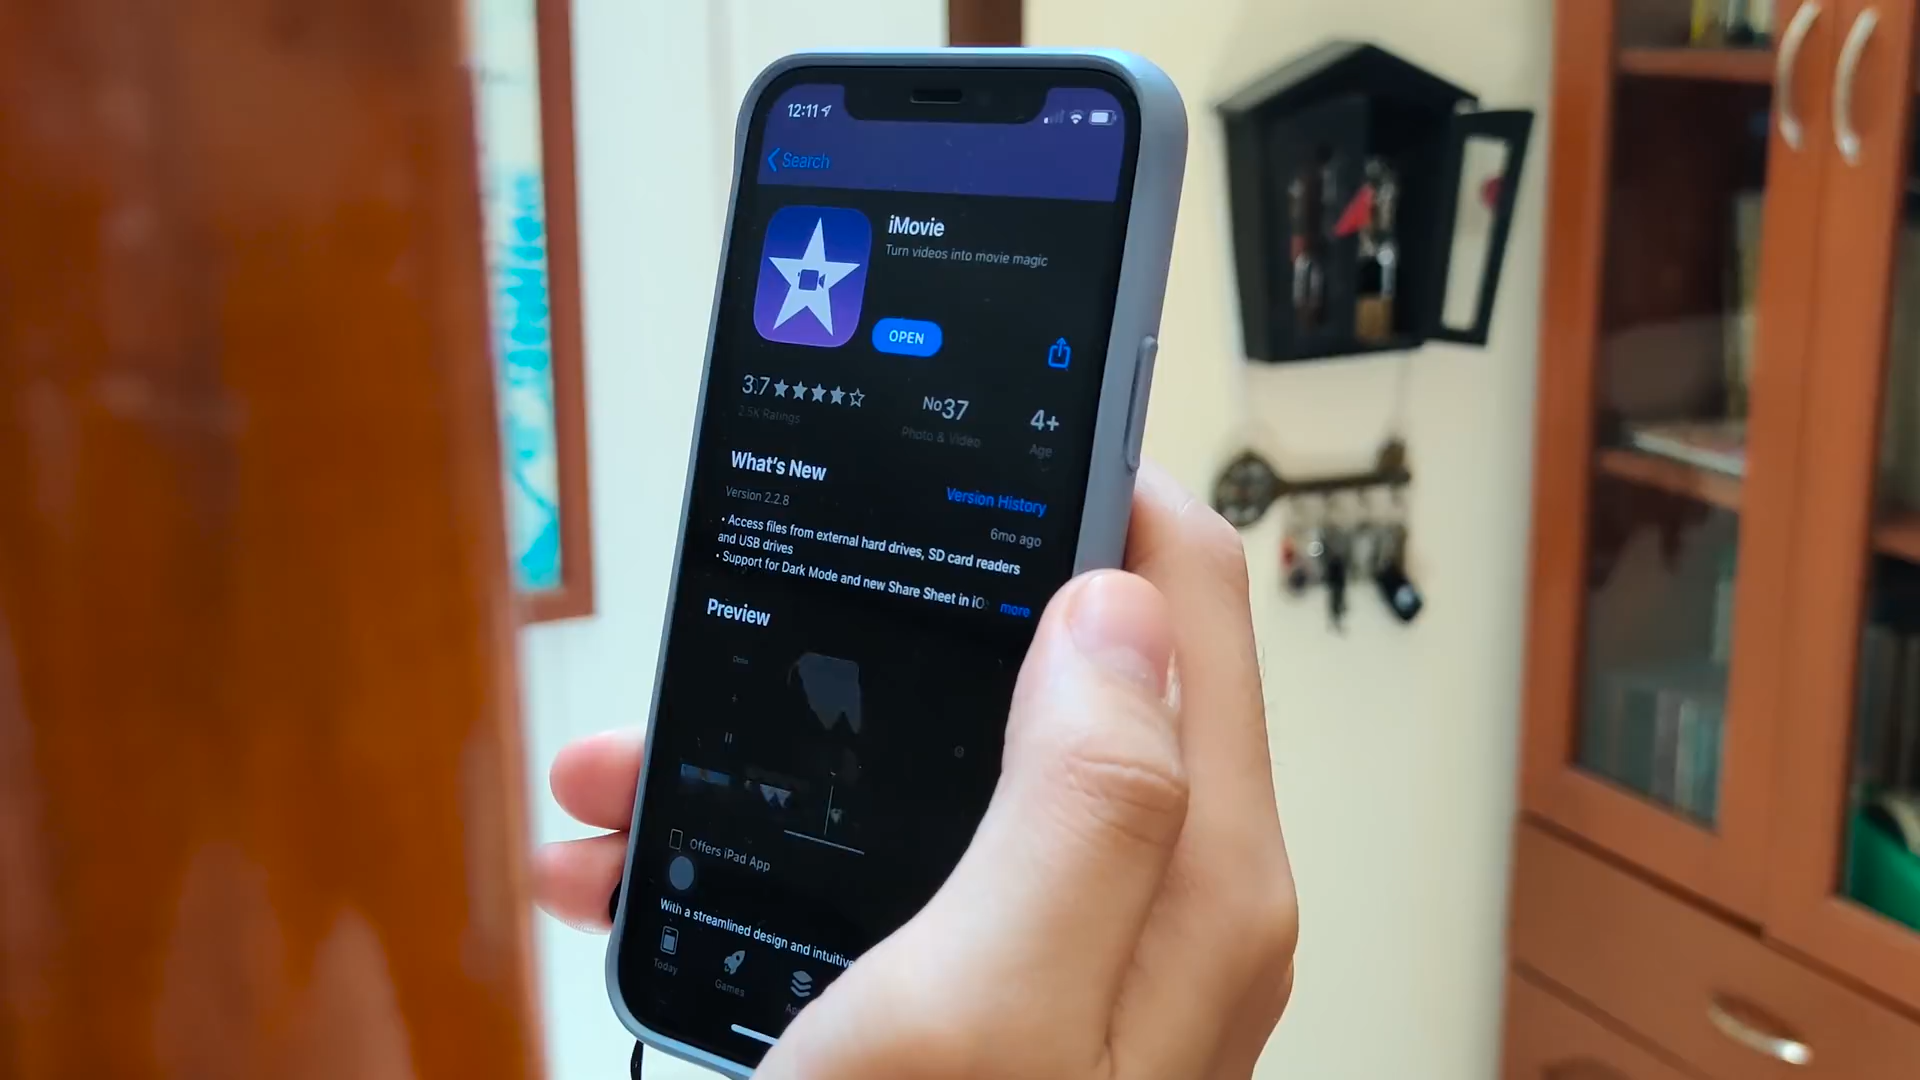 12:11
Search
iMovie
Turn videos into movie magic
OPEN
3.7
2.5K Ratings
No37
Photo & Video
4+
Age
What's New
Version History
Version 2.2.8
6mo ago
• Access files from external hard drives, SD card readers
and USB drives
• Support for Dark Mode and new Share Sheet in iO
more
Preview
Offers iPad App
With a streamlined design and intuitive
Today
Games